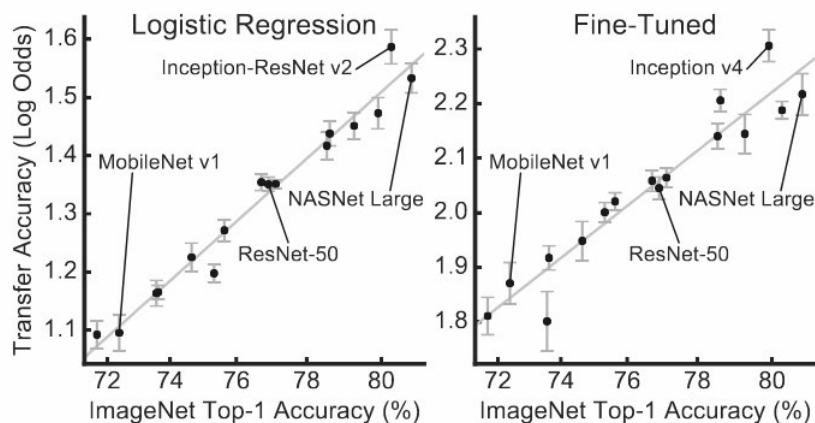 Logistic Regression
Transfer Accuracy (Log Odds)
1.6
1.5
1.4
1.3
1.2
1.1
Inception-ResNet v2
MobileNet v1
NASNet Large
ResNet-50
72 74 76 78 80
ImageNet Top-1 Accuracy (%)
Fine-Tuned
2.3
2.2
2.1
2.0
1.9
1.8
Inception v4
MobileNet v1
NASNet Large
ResNet-50
72 74 76 78 80
ImageNet Top-1 Accuracy (%)